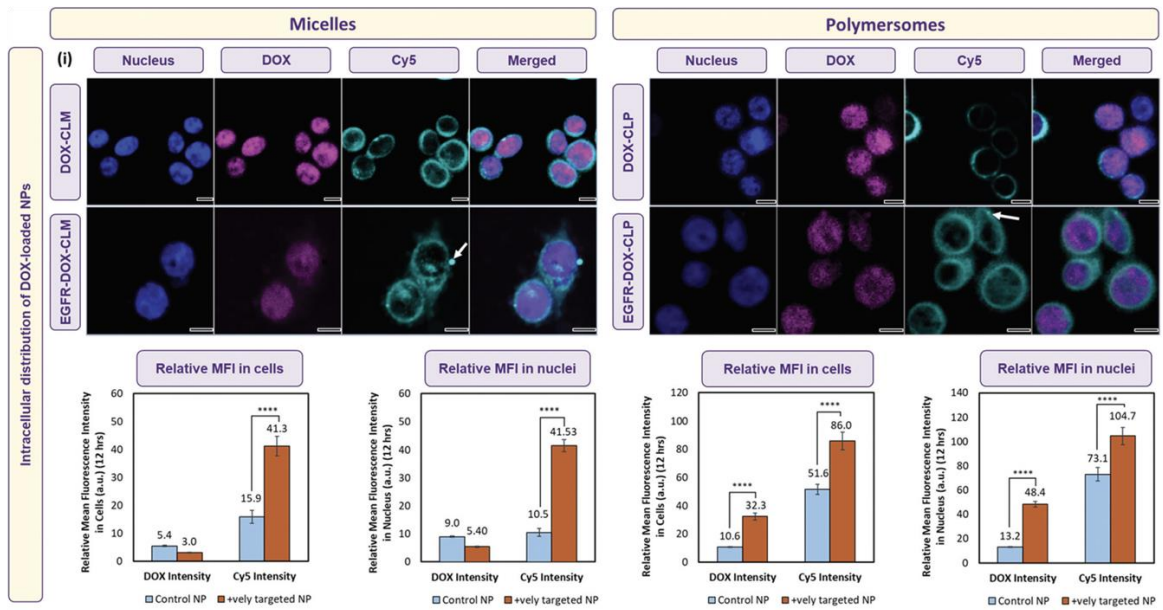 Intracellular distribution of DOX-loaded NPs
Micelles
(i)
Nucleus DOX Cy5 Merged
DOX-CLM
EGFR-DOX-CLM
Relative MFI in cells
Relative Mean Fluorescence Intensity
in Cells (a.u.) (12 hrs)
60
50
40
30
20
10
0
5.4
3.0
15.9
****
41.3
DOX Intensity Cy5 Intensity
Control NP +vely targeted NP
Relative MFI in nuclei
Relative Mean Fluorescence Intensity
in Nucleus (a.u.) (12 hrs)
60
50
40
30
20
10
0
9.0
5.40
10.5
****
41.53
DOX Intensity Cy5 Intensity
Control NP +vely targeted NP
Polymersomes
Nucleus DOX Cy5 Merged
DOX-CLP
EGFR-DOX-CLP
Relative MFI in cells
Relative Mean Fluorescence Intensity
in Cells (a.u.) (12 hrs)
120
100
80
60
40
20
0
10.6
****
32.3
51.6
****
86.0
DOX Intensity Cy5 Intensity
Control NP +vely targeted NP
Relative MFI in nuclei
Relative Mean Fluorescence Intensity
in Nucleus (a.u.) (12 hrs)
140
120
100
80
60
40
20
0
13.2
****
48.4
73.1
****
104.7
DOX Intensity Cy5 Intensity
Control NP +vely targeted NP